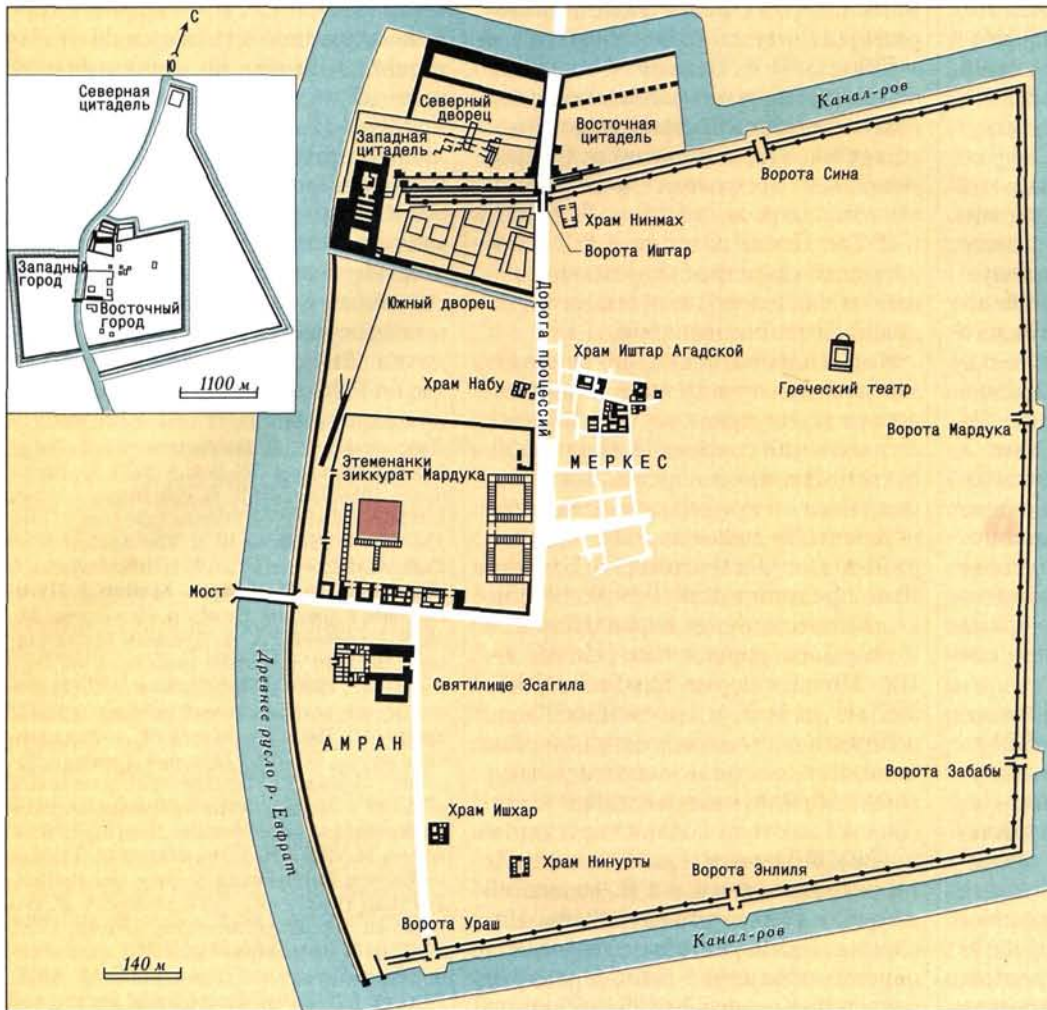 С
Ю
Северная
цитадель
Западный
город
Восточный
город
1100 м
Северный
дворец
Западная
цитадель
Восточная
цитадель
Канал-ров
Ворота Сина
Храм Нинмах
Ворота Иштар
Южный дворец
Дорога процессий
Храм Иштар Агадской
Храм Набу
Греческий театр
Ворота Мардука
МЕРКЕС
Этеменанки
зиккурат Мардука
Мост
Древнее русло р. Евфрат
Святилище Эсагила
АМРАН
Ворота Забабы
Храм Ишхар
Храм Нинурты
Ворота Энлиля
Ворота Ураш
Канал-ров
140 м